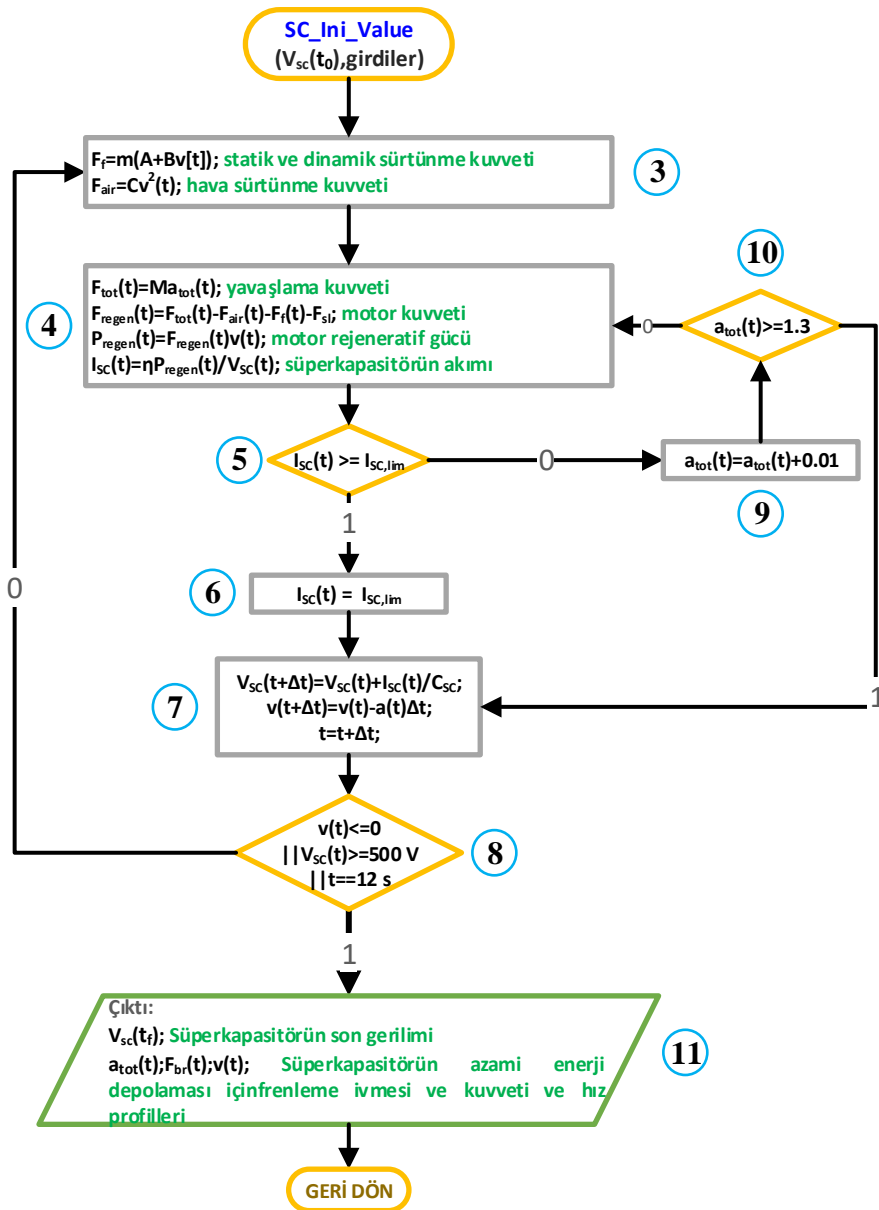 SC_Ini_Value
(Vsc(t0),girdiler)
Ff=m(A+Bv[t]); statik ve dinamik sürtünme kuvveti
Fair=Cv²(t); hava sürtünme kuvveti
3
10
Ftot(t)=Matot(t); yavaşlama kuvveti
Fregen(t)=Ftot(t)-Fair(t)-Ff(t)-Fsl; motor kuvveti
Pregen(t)=Fregen(t)v(t); motor rejeneratif gücü
ISC(t)=ηPregen(t)/VSC(t); süperkapasitörün akımı
4
0
atot(t)>=1.3
5
ISC(t) >= ISC,lim
0
atot(t)=atot(t)+0.01
9
1
0
6
ISC(t) = ISC,lim
7
VSC(t+Δt)=VSC(t)+ISC(t)/CSC;
v(t+Δt)=v(t)-a(t)Δt;
t=t+Δt;
1
v(t)<=0
||VSC(t)>=500 V
||t==12 s
8
1
Çıktı:
Vsc(tf); Süperkapasitörün son gerilimi
atot(t);Fbr(t);v(t); Süperkapasitörün azami enerji
depolaması içinfrenleme ivmesi ve kuvveti ve hız
profilleri
11
GERİ DÖN